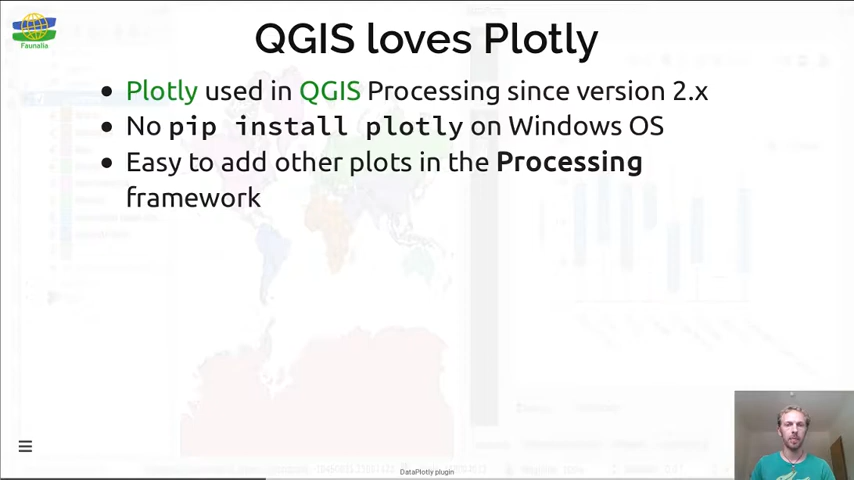 Faunalia
QGIS loves Plotly
Plotly used in QGIS Processing since version 2.x
No pip install plotly on Windows OS
Easy to add other plots in the Processing
framework
DataPlotly plugin